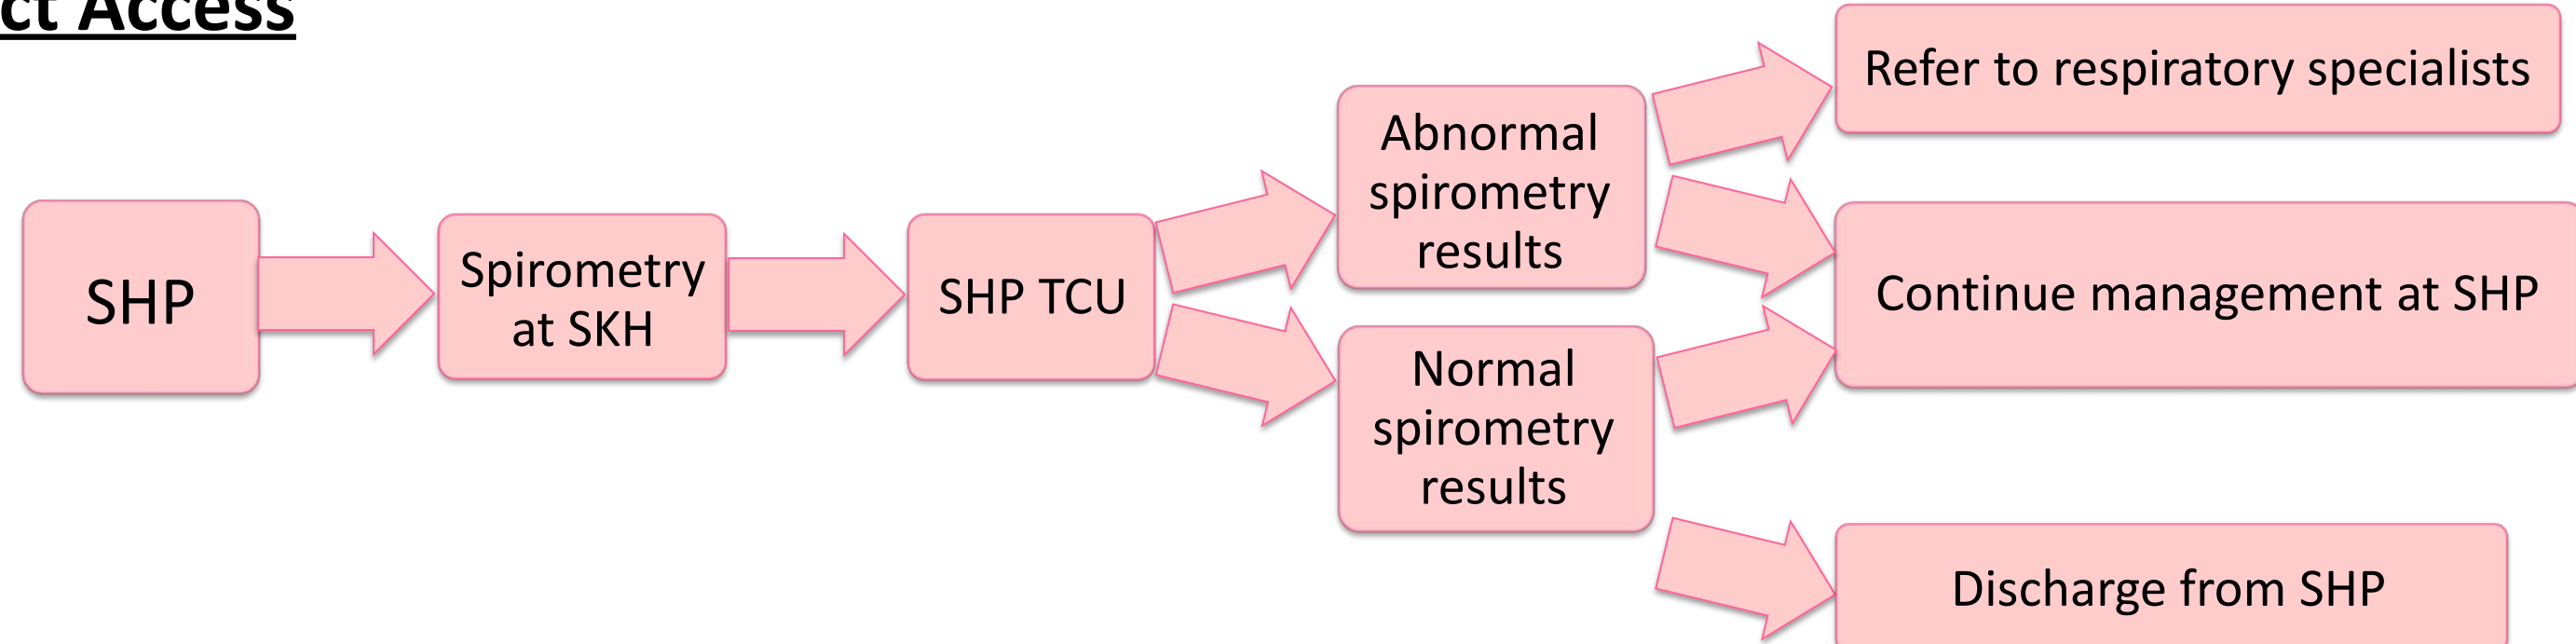 ct Access
SHP
Spirometry
at SKH
SHP TCU
Abnormal
spirometry
results
Normal
spirometry
results
Refer to respiratory specialists
Continue management at SHP
Discharge from SHP